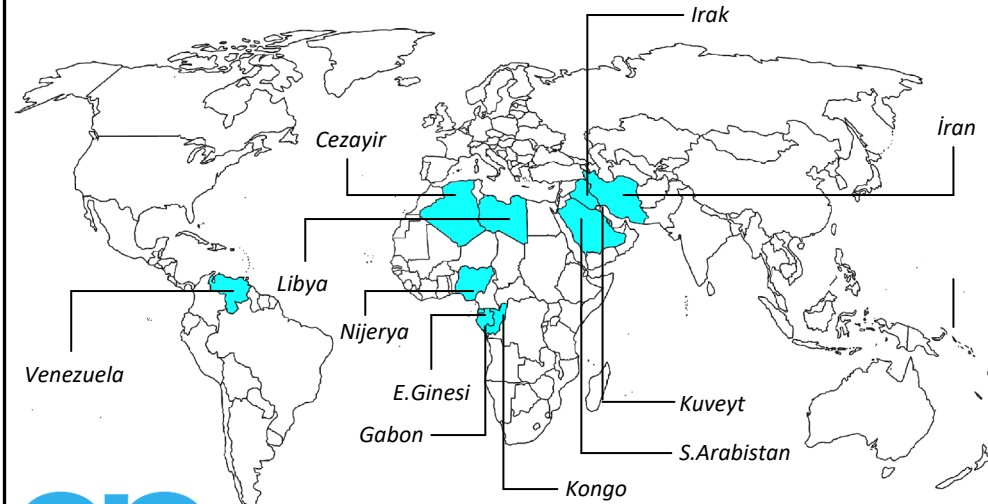 Irak
Cezayir
İran
Libya
Nijerya
Venezuela
E.Ginesi
Kuveyt
Gabon
S.Arabistan
Kongo